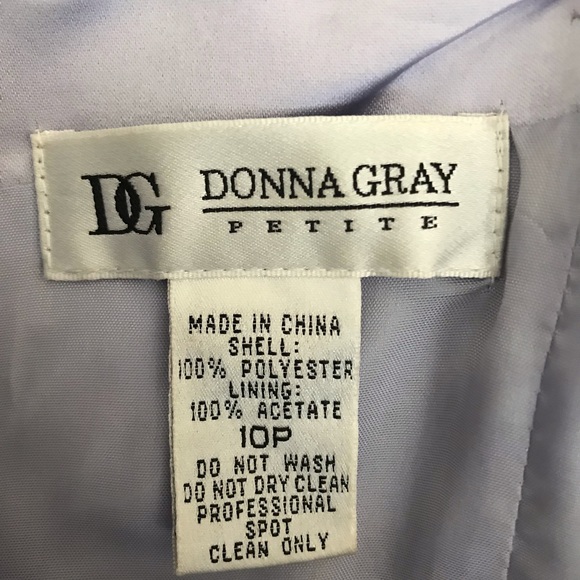 DG DONNA GRAY
PETITE
MADE IN CHINA
SHELL:
100% POLYESTER
LINING:
100% ACETATE
10P
DO NOT WASH
DO NOT DRY CLEAN
PROFESSIONAL
SPOT
CLEAN ONLY